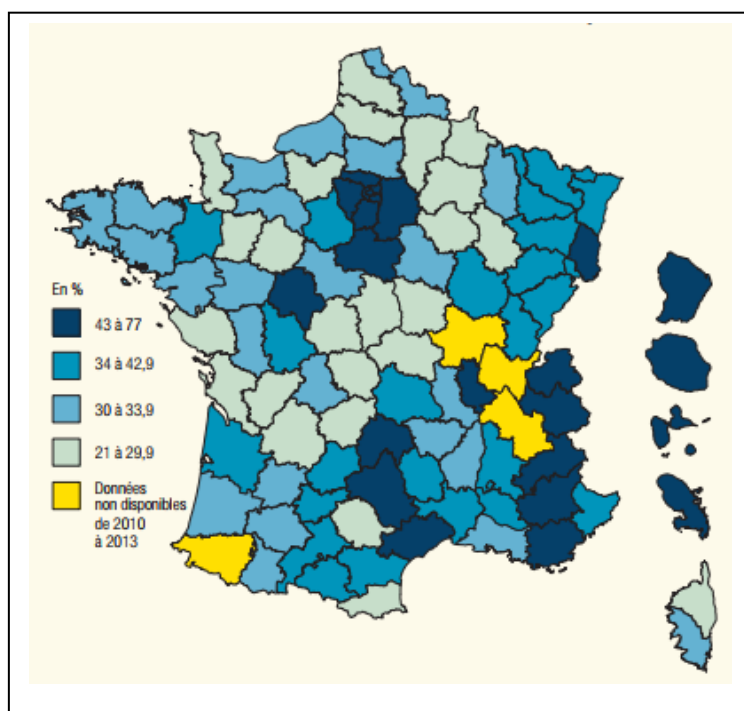 En %
43 à 77
34 à 42,9
30 à 33,9
21 à 29,9
Données
non disponibles
de 2010
à 2013